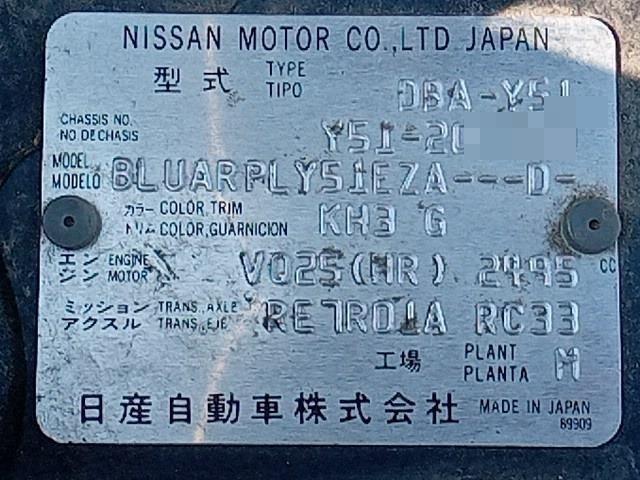 NISSAN MOTOR CO.,LTD JAPAN
型式 TYPE TIPO DBA-Y51
CHASSIS NO. NO DE CHASIS Y51-20
MODEL MODELO BLUARPLY51EZA---D-
カラー トリム COLOR,TRIM COLOR,GUARNICION KH3 G
エンジン ENGINE MOTOR VQ25(HR) 2495 CC
ミッション アクスル TRANS.,AXLE TRANS.,EJE RE7R01A RC33
工場 PLANT PLANTA M
日産自動車株式会社 MADE IN JAPAN
89909